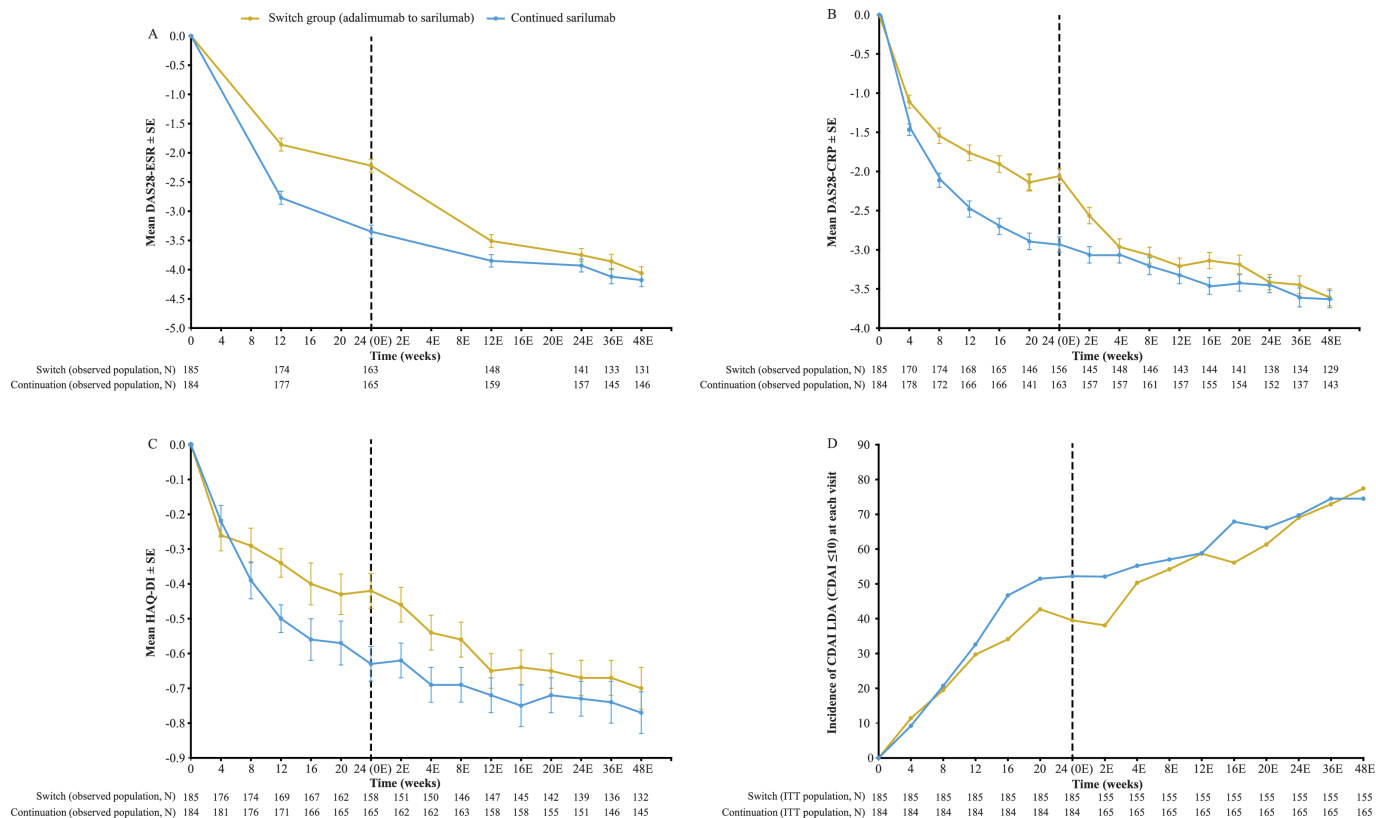 Switch group (adalimumab to sarilumab)
Continued sarilumab
A
Mean DAS28-ESR ± SE
0.0
-.5
-1.0
-1.5
-2.0
-2.5
-3.0
-3.5
-4.0
-4.5
-5.0
0 4 8 12 16 20 24 (0E) 2E 4E 8E 12E 16E 20E 24E 36E 48E
Time (weeks)
Switch (observed population, N) 185 174 163 148 141 133 131
Continuation (observed population, N) 184 177 165 159 157 145 146
B
Mean DAS28-CRP ± SE
0.0
-.5
-1.0
-1.5
-2.0
-2.5
-3.0
-3.5
-4.0
0 4 8 12 16 20 24 (0E) 2E 4E 8E 12E 16E 20E 24E 36E 48E
Time (weeks)
Switch (observed population, N) 185 170 174 168 165 146 156 145 148 146 143 144 141 138 134 129
Continuation (observed population, N) 184 178 172 166 166 141 163 157 157 161 157 155 154 152 137 143
C
Mean HAQ-DI ± SE
0.0
-0.1
-0.2
-0.3
-0.4
-0.5
-0.6
-0.7
-0.8
-0.9
0 4 8 12 16 20 24 (0E) 2E 4E 8E 12E 16E 20E 24E 36E 48E
Time (weeks)
Switch (observed population, N) 185 176 174 169 167 162 158 151 150 146 147 145 142 139 136 132
Continuation (observed population, N) 184 181 176 171 166 165 165 162 162 163 158 158 155 151 146 145
D
Incidence of CDAI LDA (CDAI ≤10) at each visit
90
80
70
60
50
40
30
20
10
0
0 4 8 12 16 20 24 (0E) 2E 4E 8E 12E 16E 20E 24E 36E 48E
Time (weeks)
Switch (ITT population, N) 185 185 185 185 185 185 185 155 155 155 155 155 155 155 155 155
Continuation (ITT population, N) 184 184 184 184 184 184 184 165 165 165 165 165 165 165 165 165